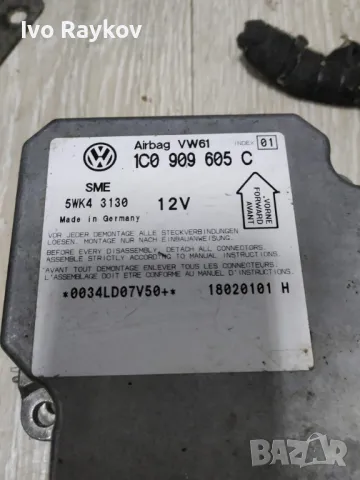 Ivo Raykov
Airbag VW61
INDEX 01
1C0 909 605 C
SME
5WK4 3130
12V
Made in Germany
VORNE
FORWARD
AVANT
VOR JEDER DEMONTAGE ALLE STECKVERBINDUNGEN
LOESEN. MONTAGE NUR NACH EINBAUANWEISUNG.
BEFORE EVERY DISASSEMBLY, DETACH ALL CONNECTORS.
ASSEMBLE STRICTLY ACCORDING TO MANUAL INSTRUCTIONS.
AVANT TOUT DEMONTAGE ENLEVER TOUS LES CONNECTEURS.
L'ASSEMBLAGE DOIT ETRE CONFORME AU MANUEL D'INSTRUCTIONS.
*0034LD07V50+*
18020101 H
BAZAR
bg